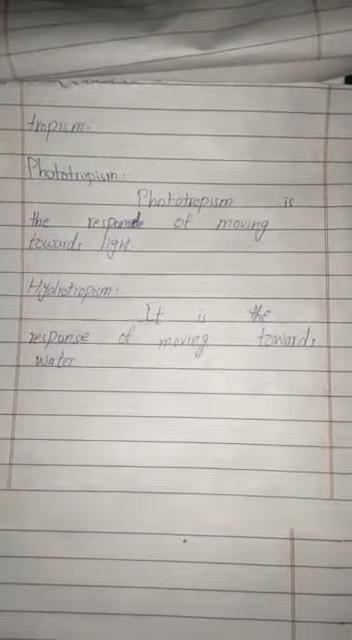 tropism:
Phototropism:
Phototropism is
the response of moving
towards light.
Hydrotropism:
It is the
response of moving towards
water